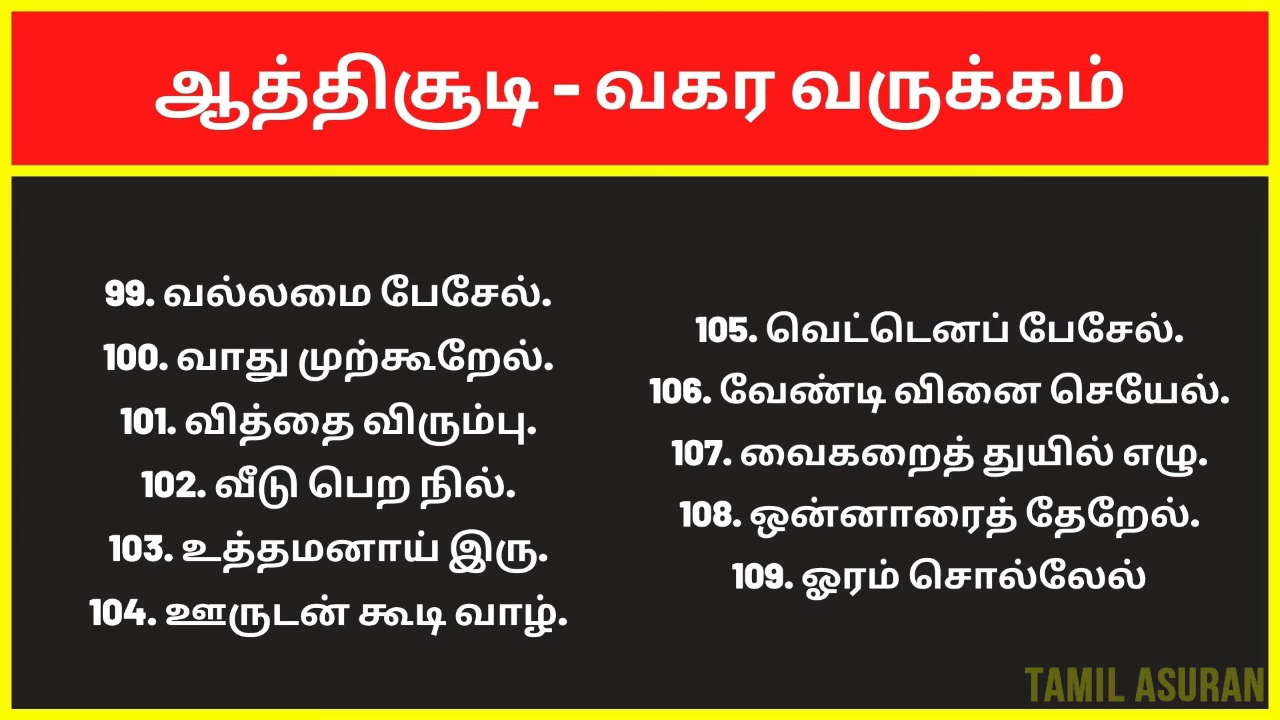 ஆத்திசூடி - வகர வருக்கம்
99. வல்லமை பேசேல்.
100. வாது முற்கூறேல்.
101. வித்தை விரும்பு.
102. வீடு பெற நில்.
103. உத்தமனாய் இரு.
104. ஊருடன் கூடி வாழ்.
105. வெட்டெனப் பேசேல்.
106. வேண்டி வினை செயேல்.
107. வைகறைத் துயில் எழு.
108. ஒன்னாரைத் தேறேல்.
109. ஓரம் சொல்லேல்
TAMIL ASURAN